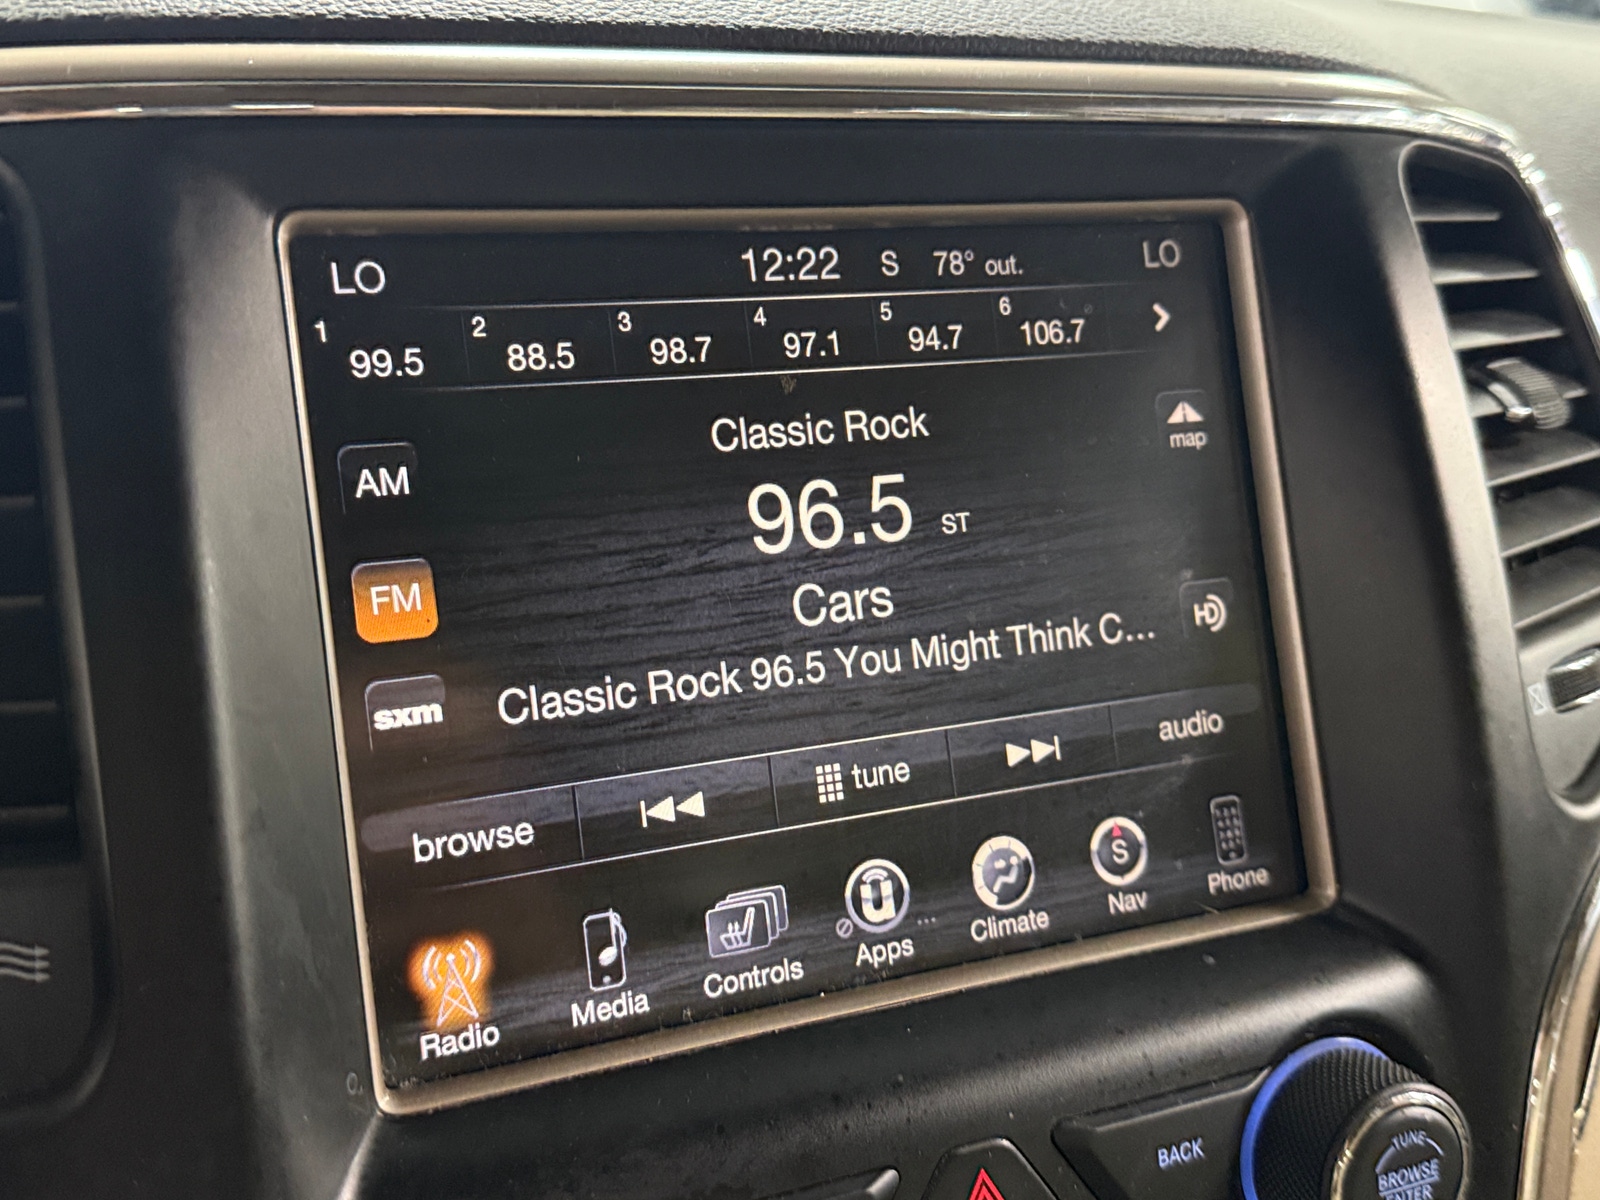 LO 12:22 S 78° out. LO
1 99.5 2 88.5 3 98.7 4 97.1 5 94.7 6 106.7
Classic Rock
map
AM
96.5 ST
FM
Cars
HD
Classic Rock 96.5 You Might Think C...
sxm
browse tune audio
Radio Media Controls Apps ... Climate S Nav Phone
BACK
TUNE
BROWSE
ENTER